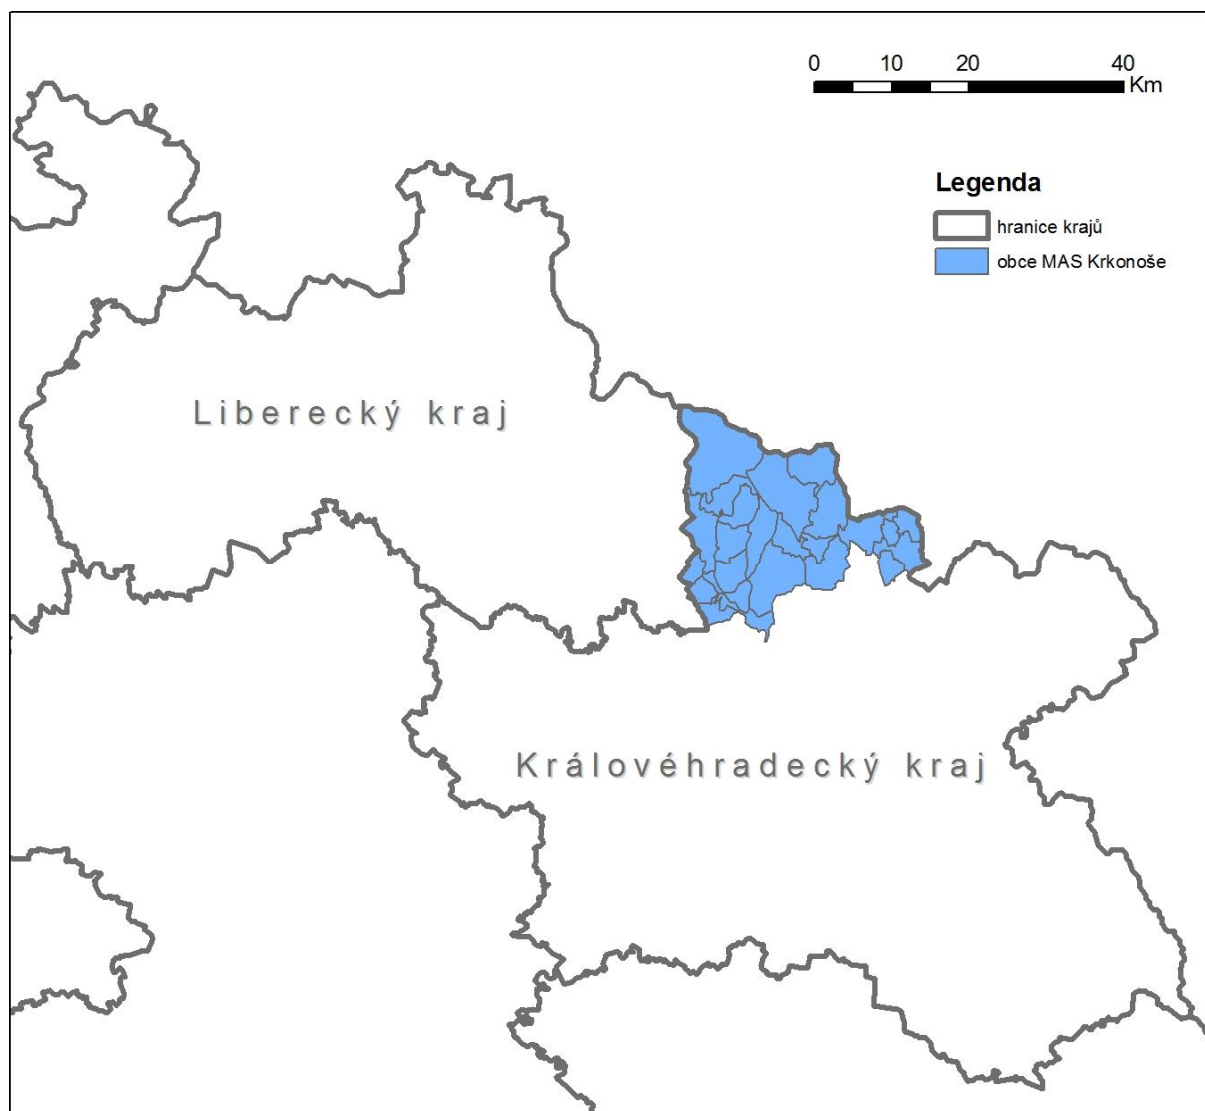 0 10 20 40
Km
Legenda
hranice krajů
obce MAS Krkonoše
Liberecký kraj
Královéhradecký kraj